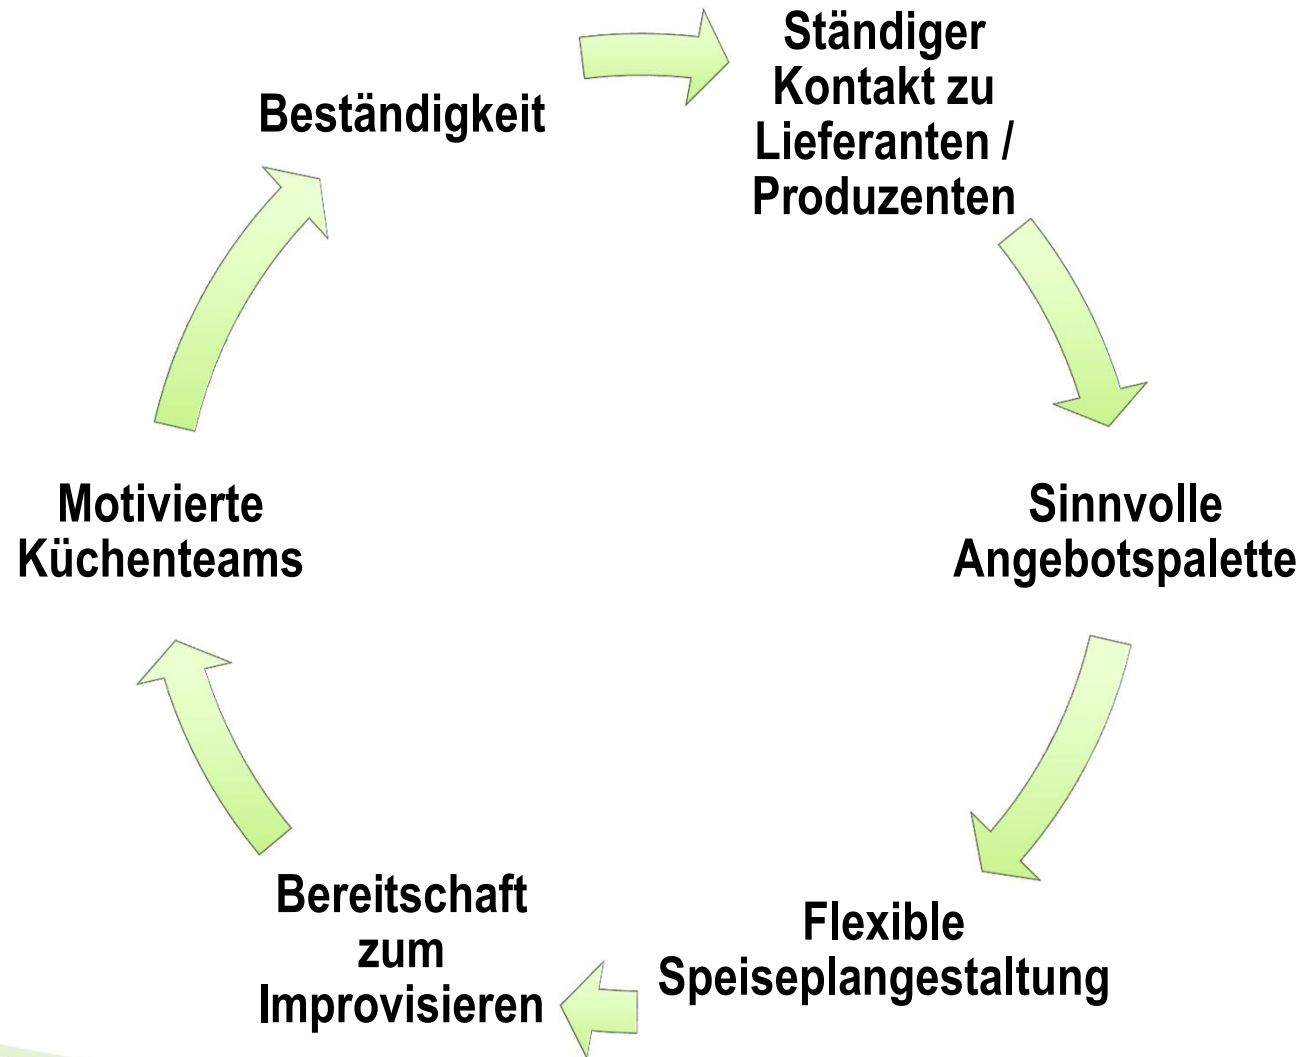 Ständiger
Kontakt zu
Lieferanten /
Produzenten
Sinnvolle
Angebotspalette
Flexible
Speiseplangestaltung
Bereitschaft
zum
Improvisieren
Motivierte
Küchenteams
Beständigkeit